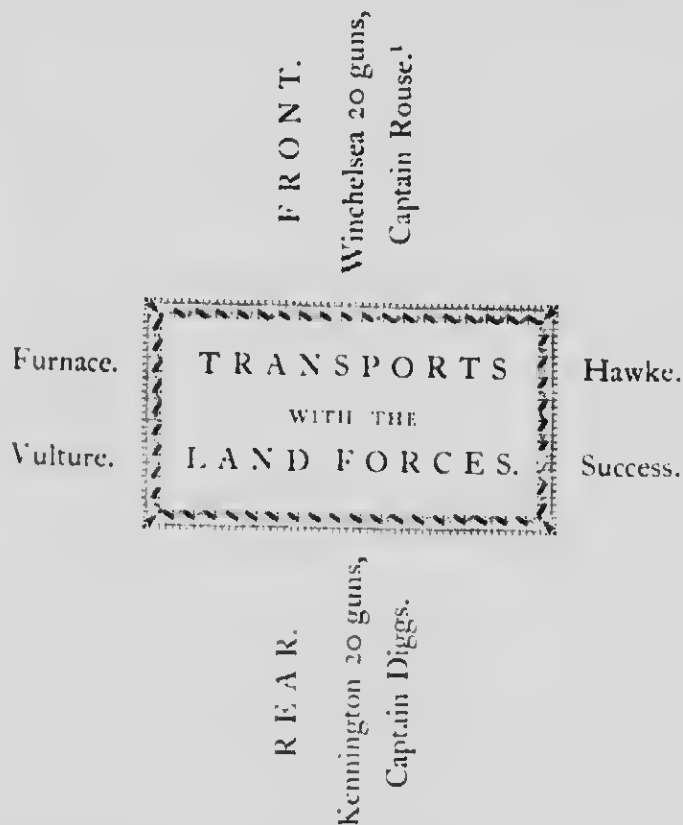 FRONT.
Winchelsea 20 guns,
Captain Rouse.¹
Furnace.
TRANSPORTS
Hawke.
WITH THE
Vulture.
LAND FORCES.
Success.
REAR.
Kennington 20 guns,
Captain Diggs.